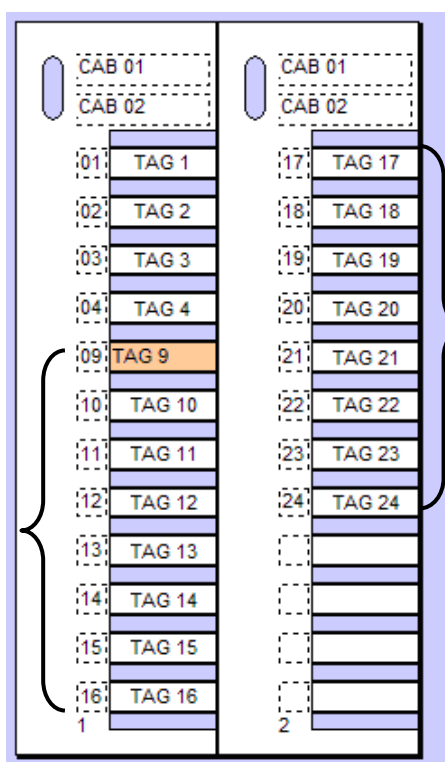 CAB 01
CAB 02
01 TAG 1
02 TAG 2
03 TAG 3
04 TAG 4
09 TAG 9
10 TAG 10
11 TAG 11
12 TAG 12
13 TAG 13
14 TAG 14
15 TAG 15
16 TAG 16
1
CAB 01
CAB 02
17 TAG 17
18 TAG 18
19 TAG 19
20 TAG 20
21 TAG 21
22 TAG 22
23 TAG 23
24 TAG 24
2